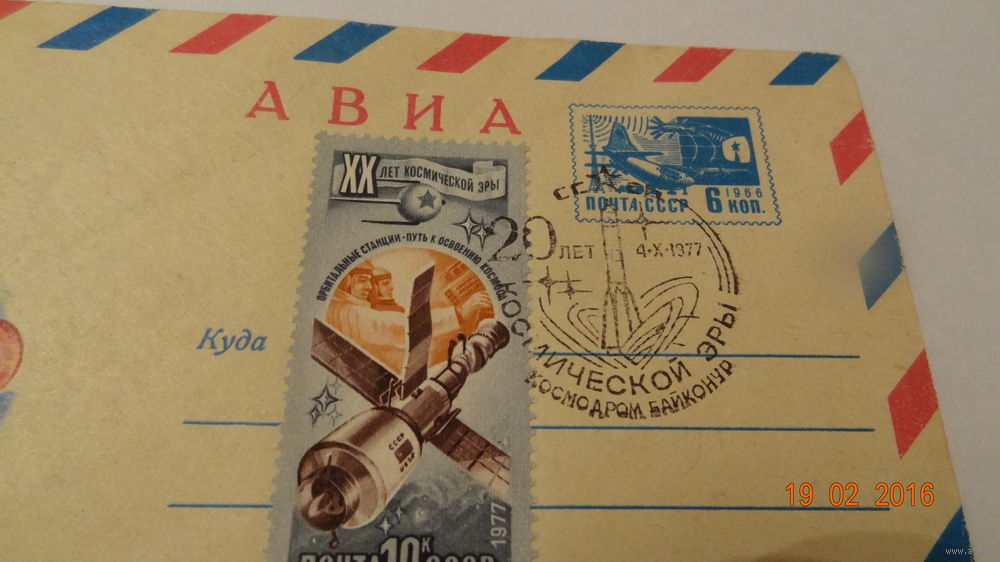 АВИА
XX
ЛЕТ КОСМИЧЕСКОЙ ЭРЫ
ОРБИТАЛЬНЫЕ СТАНЦИИ-ПУТЬ К ОСВОЕНИЮ КОСМОСА
СССР
1977
ПОЧТА 10К СССР
ПОЧТА СССР 6 КОП.
1966
20 ЛЕТ 4·X·1977
КОСМИЧЕСКОЙ ЭРЫ
КОСМОДРОМ БАЙКОНУР
Куда
19 02 2016